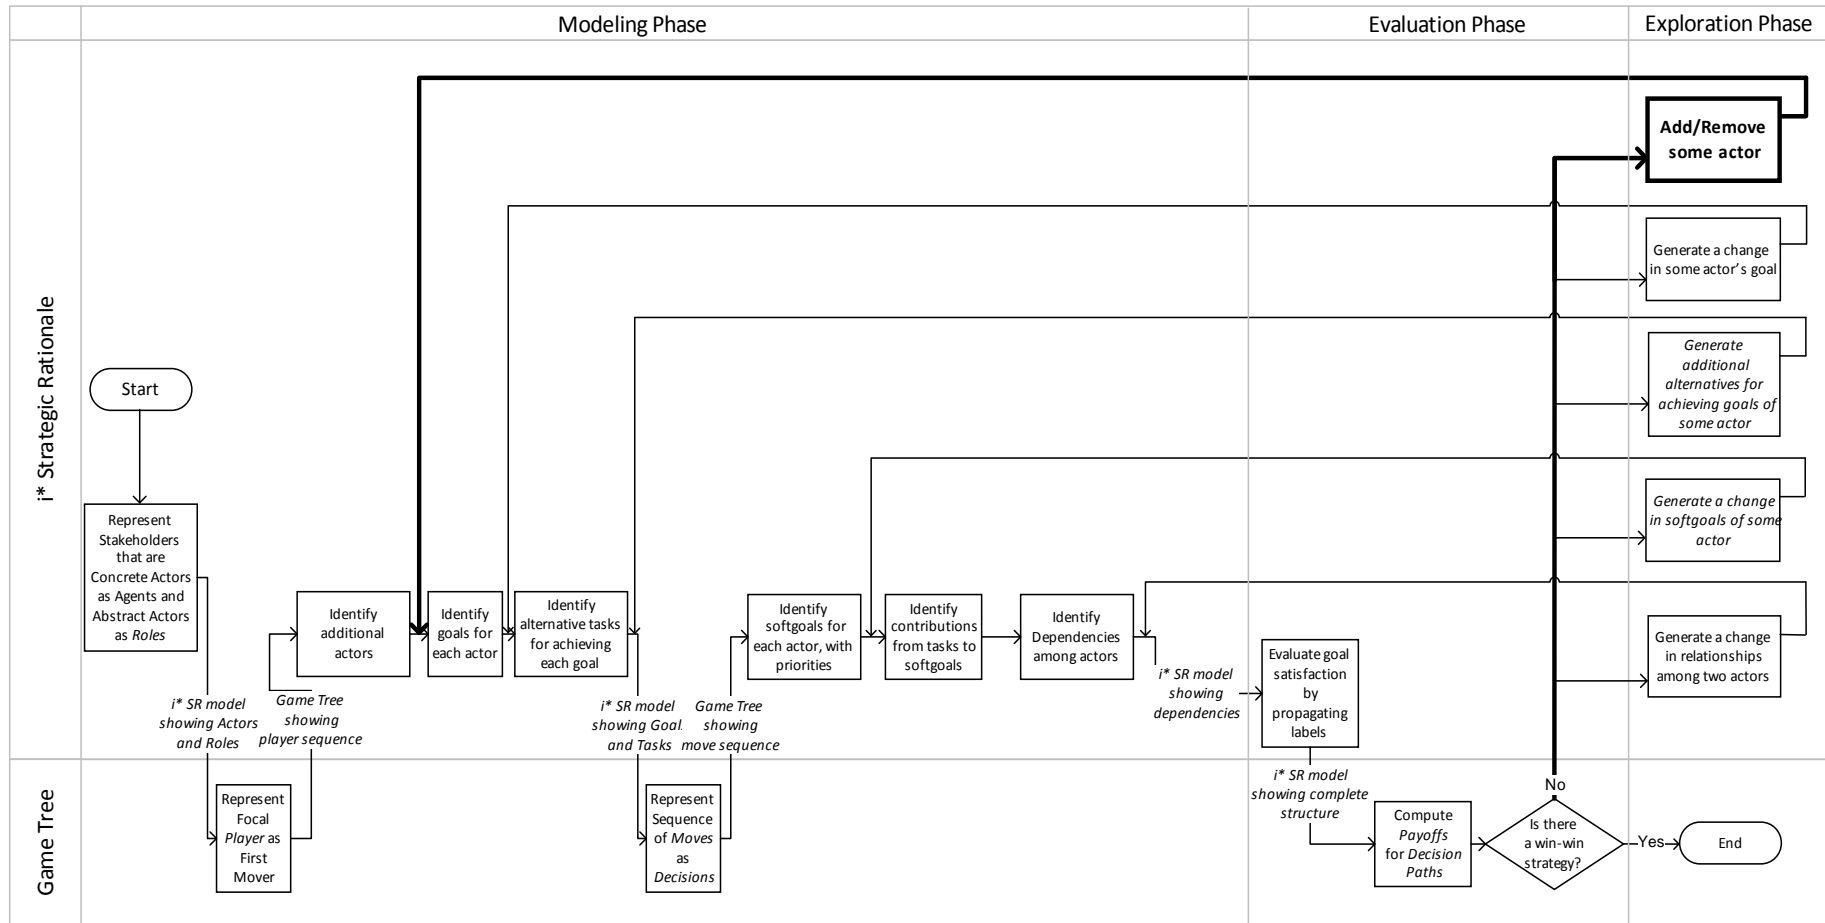 Modeling Phase
Evaluation Phase
Exploration Phase
i* Strategic Rationale
Game Tree
Start
Represent
Stakeholders
that are
Concrete Actors
as Agents and
Abstract Actors
as Roles
i* SR model
showing Actors
and Roles
Represent
Focal
Player as
First
Mover
Game Tree
showing
player sequence
Identify
additional
actors
Identify
goals for
each actor
Identify
alternative tasks
for achieving
each goal
i* SR model
showing Goal
and Tasks
Represent
Sequence
of Moves
as
Decisions
Game Tree
showing
move sequence
Identify
softgoals for
each actor, with
priorities
Identify
contributions
from tasks to
softgoals
Identify
Dependencies
among actors
i* SR model
showing
dependencies
Evaluate goal
satisfaction
by
propagating
labels
i* SR model
showing complete
structure
Compute
Payoffs
for Decision
Paths
Is there
a win-win
strategy?
No
Yes
End
Add/Remove
some actor
Generate a change
in some actor’s goal
Generate
additional
alternatives for
achieving goals of
some actor
Generate a change
in softgoals of some
actor
Generate a change
in relationships
among two actors